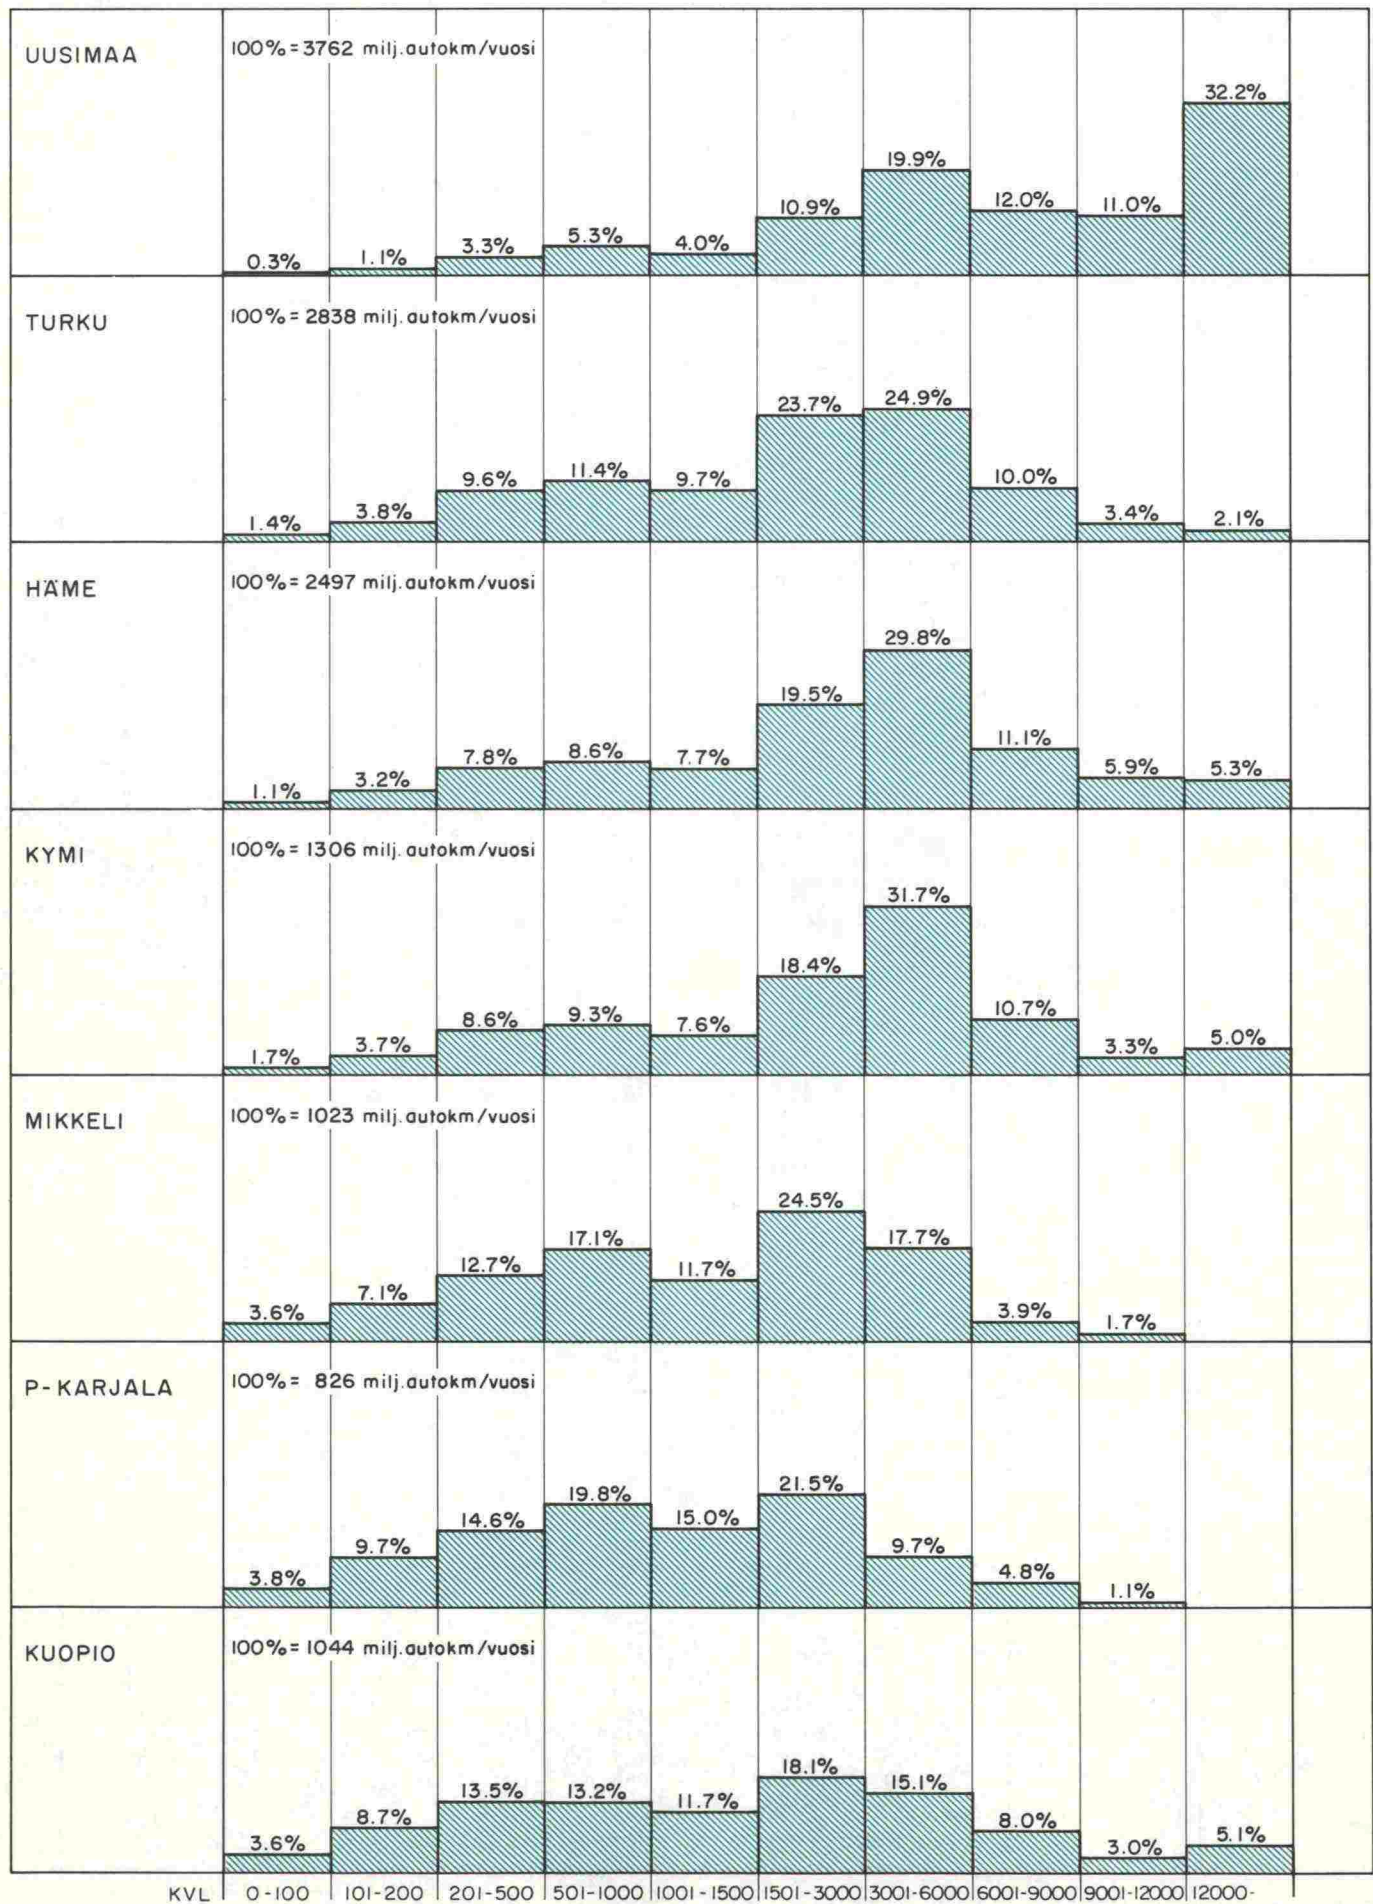 UUSIMAA
100%=3762 milj.autokm/vuosi
0.3% 1.1% 3.3% 5.3% 4.0% 10.9% 19.9% 12.0% 11.0% 32.2%
TURKU
100%=2838 milj.autokm/vuosi
1.4% 3.8% 9.6% 11.4% 9.7% 23.7% 24.9% 10.0% 3.4% 2.1%
HÄME
100%=2497 milj.autokm/vuosi
1.1% 3.2% 7.8% 8.6% 7.7% 19.5% 29.8% 11.1% 5.9% 5.3%
KYMI
100%=1306 milj.autokm/vuosi
1.7% 3.7% 8.6% 9.3% 7.6% 18.4% 31.7% 10.7% 3.3% 5.0%
MIKKELI
100%=1023 milj.autokm/vuosi
3.6% 7.1% 12.7% 17.1% 11.7% 24.5% 17.7% 3.9% 1.7%
P-KARJALA
100%= 826 milj.autokm/vuosi
3.8% 9.7% 14.6% 19.8% 15.0% 21.5% 9.7% 4.8% 1.1%
KUOPIO
100%=1044 milj.autokm/vuosi
3.6% 8.7% 13.5% 13.2% 11.7% 18.1% 15.1% 8.0% 3.0% 5.1%
KVL 0-100 101-200 201-500 501-1000 1001-1500 1501-3000 3001-6000 6001-9000 9001-12000 12000-